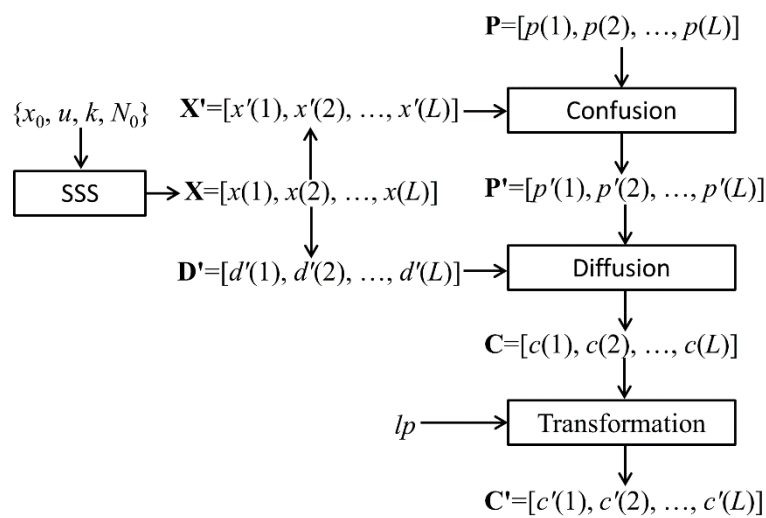 P=[p(1), p(2), …, p(L)]
{x₀, u, k, N₀}
X'=[x'(1), x'(2), …, x'(L)]
Confusion
SSS
X=[x(1), x(2), …, x(L)]
P'=[p'(1), p'(2), …, p'(L)]
D'=[d'(1), d'(2), …, d'(L)]
Diffusion
C=[c(1), c(2), …, c(L)]
lp
Transformation
C'=[c'(1), c'(2), …, c'(L)]